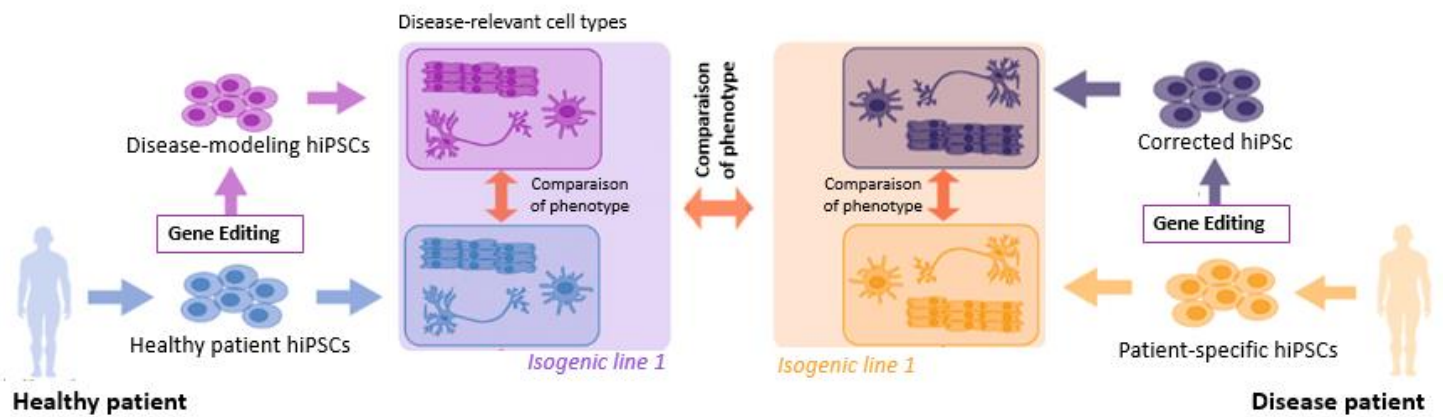 Disease-relevant cell types
Disease-modeling hiPSCs
Gene Editing
Healthy patient hiPSCs
Healthy patient
Comparaison
of phenotype
Isogenic line 1
Comparaison
of phenotype
Isogenic line 1
Comparaison
of phenotype
Corrected hiPSc
Gene Editing
Patient-specific hiPSCs
Disease patient